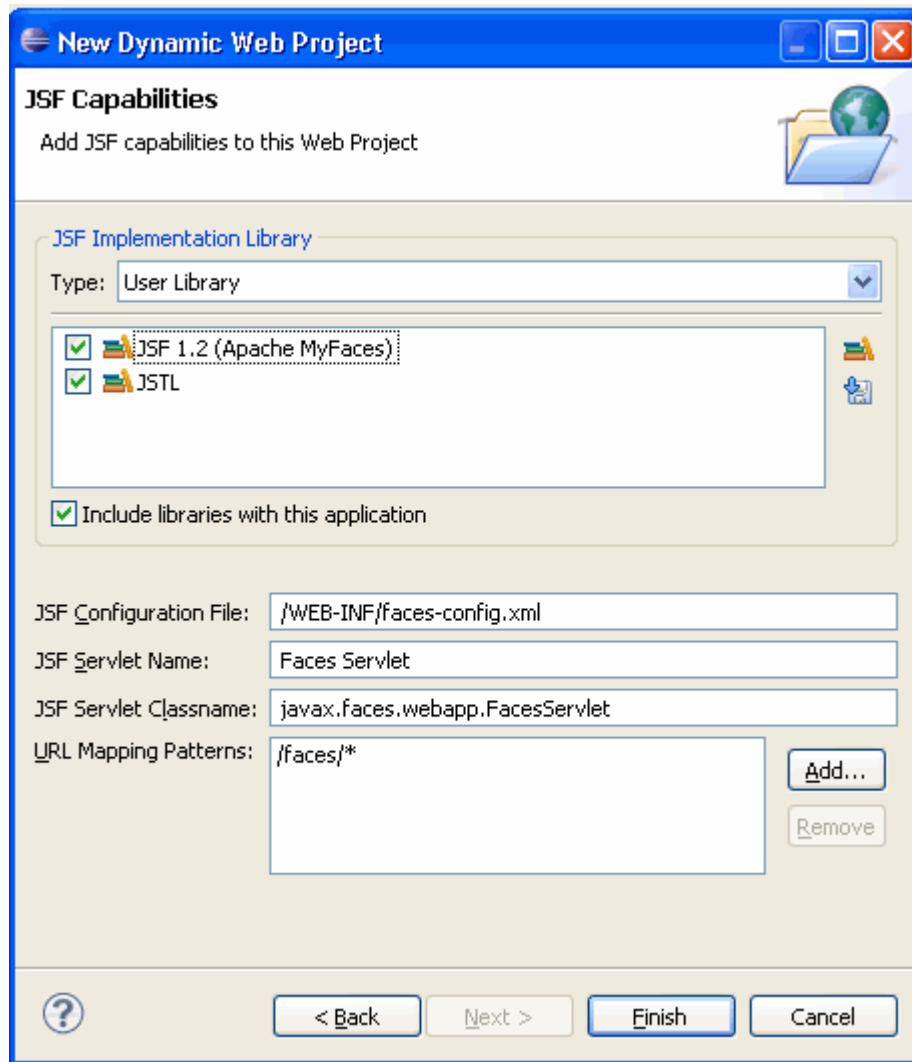 New Dynamic Web Project
JSF Capabilities
Add JSF capabilities to this Web Project
JSF Implementation Library
Type: User Library
JSF 1.2 (Apache MyFaces)
JSTL
Include libraries with this application
JSF Configuration File: /WEB-INF/faces-config.xml
JSF Servlet Name: Faces Servlet
JSF Servlet Classname: javax.faces.webapp.FacesServlet
URL Mapping Patterns: /faces/*
Add...
Remove
? < Back Next > Finish Cancel